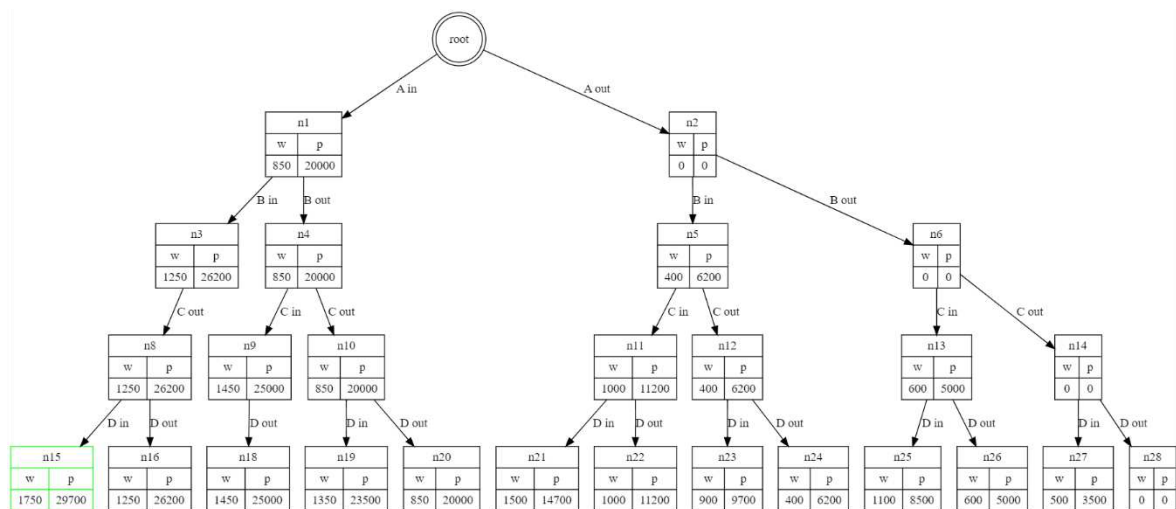 root
A in A out
n1 n2
w p w p
850 20000 0 0
B in B out B in B out
n3 n4 n5 n6
w p w p w p w p
1250 26200 850 20000 400 6200 0 0
C out C in C out C in C out C in C out
n8 n9 n10 n11 n12 n13 n14
w p w p w p w p w p w p w p
1250 26200 1450 25000 850 20000 1000 11200 400 6200 600 5000 0 0
D in D out D out D in D out D in D out D in D out D in D out D in D out
n15 n16 n18 n19 n20 n21 n22 n23 n24 n25 n26 n27 n28
w p w p w p w p w p w p w p w p w p w p w p w p w p
1750 29700 1250 26200 1450 25000 1350 23500 850 20000 1500 14700 1000 11200 900 9700 400 6200 1100 8500 600 5000 500 3500 0 0